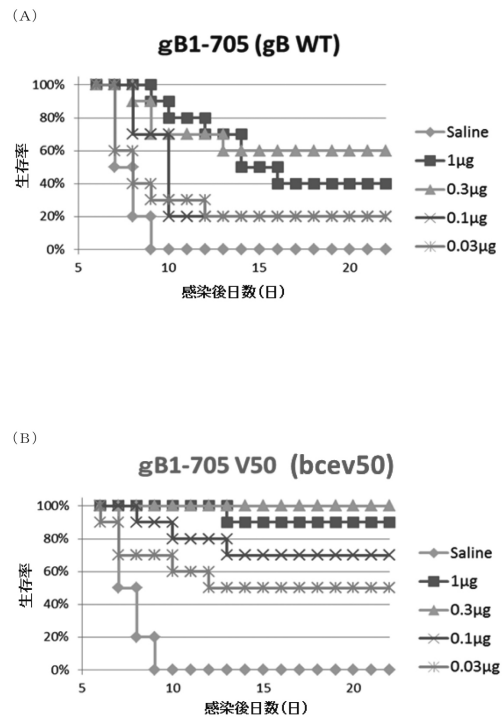 （A）
gB1-705 (gB WT)
100%
80%
60%
40%
20%
0%
生存率
5 10 15 20
感染後日数（日）
Saline
1μg
0.3μg
0.1μg
0.03μg
（B）
gB1-705 V50 (bcev50)
100%
80%
60%
40%
20%
0%
生存率
5 10 15 20
感染後日数（日）
Saline
1μg
0.3μg
0.1μg
0.03μg